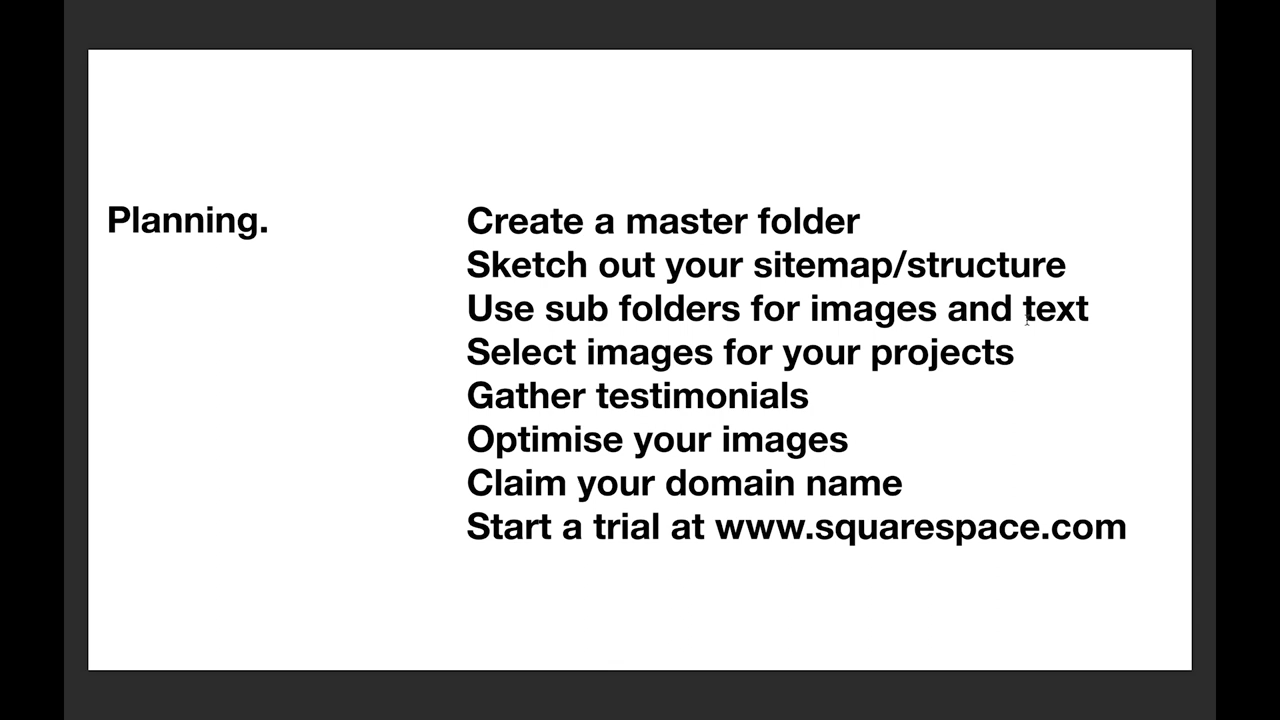 Planning.
Create a master folder
Sketch out your sitemap/structure
Use sub folders for images and text
Select images for your projects
Gather testimonials
Optimise your images
Claim your domain name
Start a trial at www.squarespace.com